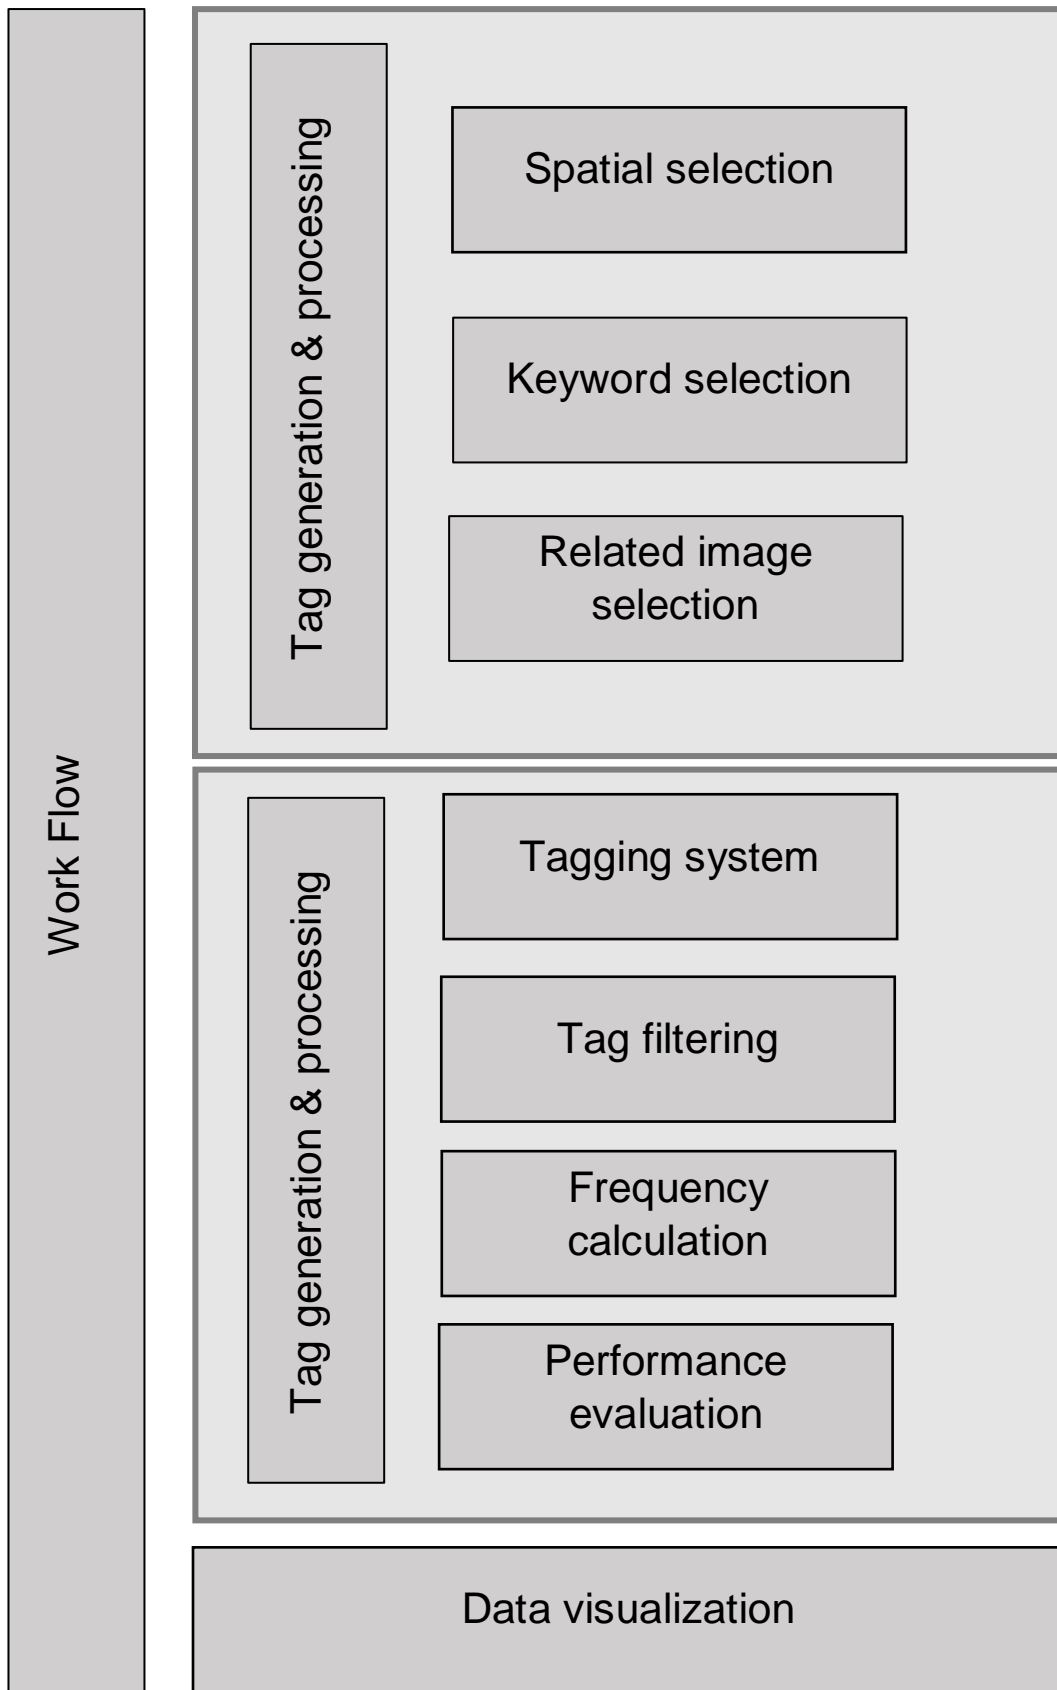 Work Flow
Tag generation & processing
Spatial selection
Keyword selection
Related image
selection
Tag generation & processing
Tagging system
Tag filtering
Frequency
calculation
Performance
evaluation
Data visualization